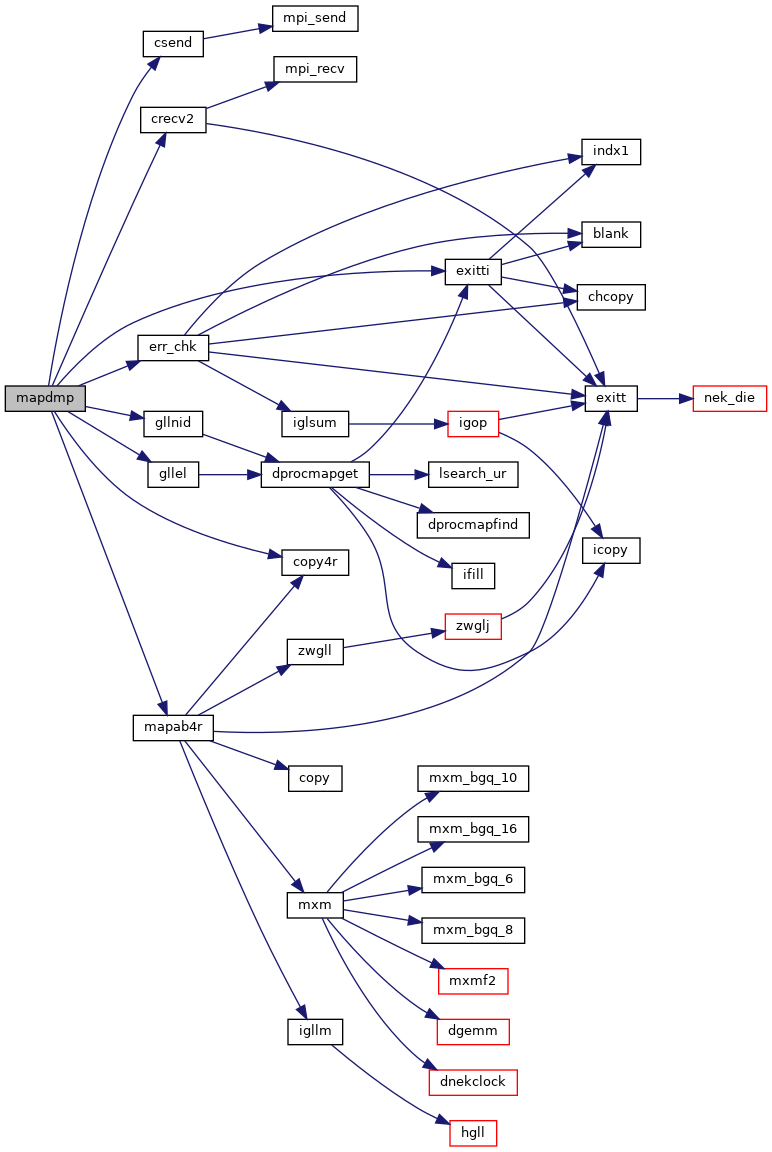 mpi_send
csend
mpi_recv
crecv2
indx1
blank
exitti
chcopy
err_chk
mapdmp
exitt
nek_die
gllnid
iglsum
igop
gllel
dprocmapget
lsearch_ur
dprocmapfind
icopy
copy4r
ifill
zwglj
zwgll
mapab4r
copy
mxm_bgq_10
mxm_bgq_16
mxm_bgq_6
mxm
mxm_bgq_8
mxmf2
igllm
dgemm
dnekclock
hgll